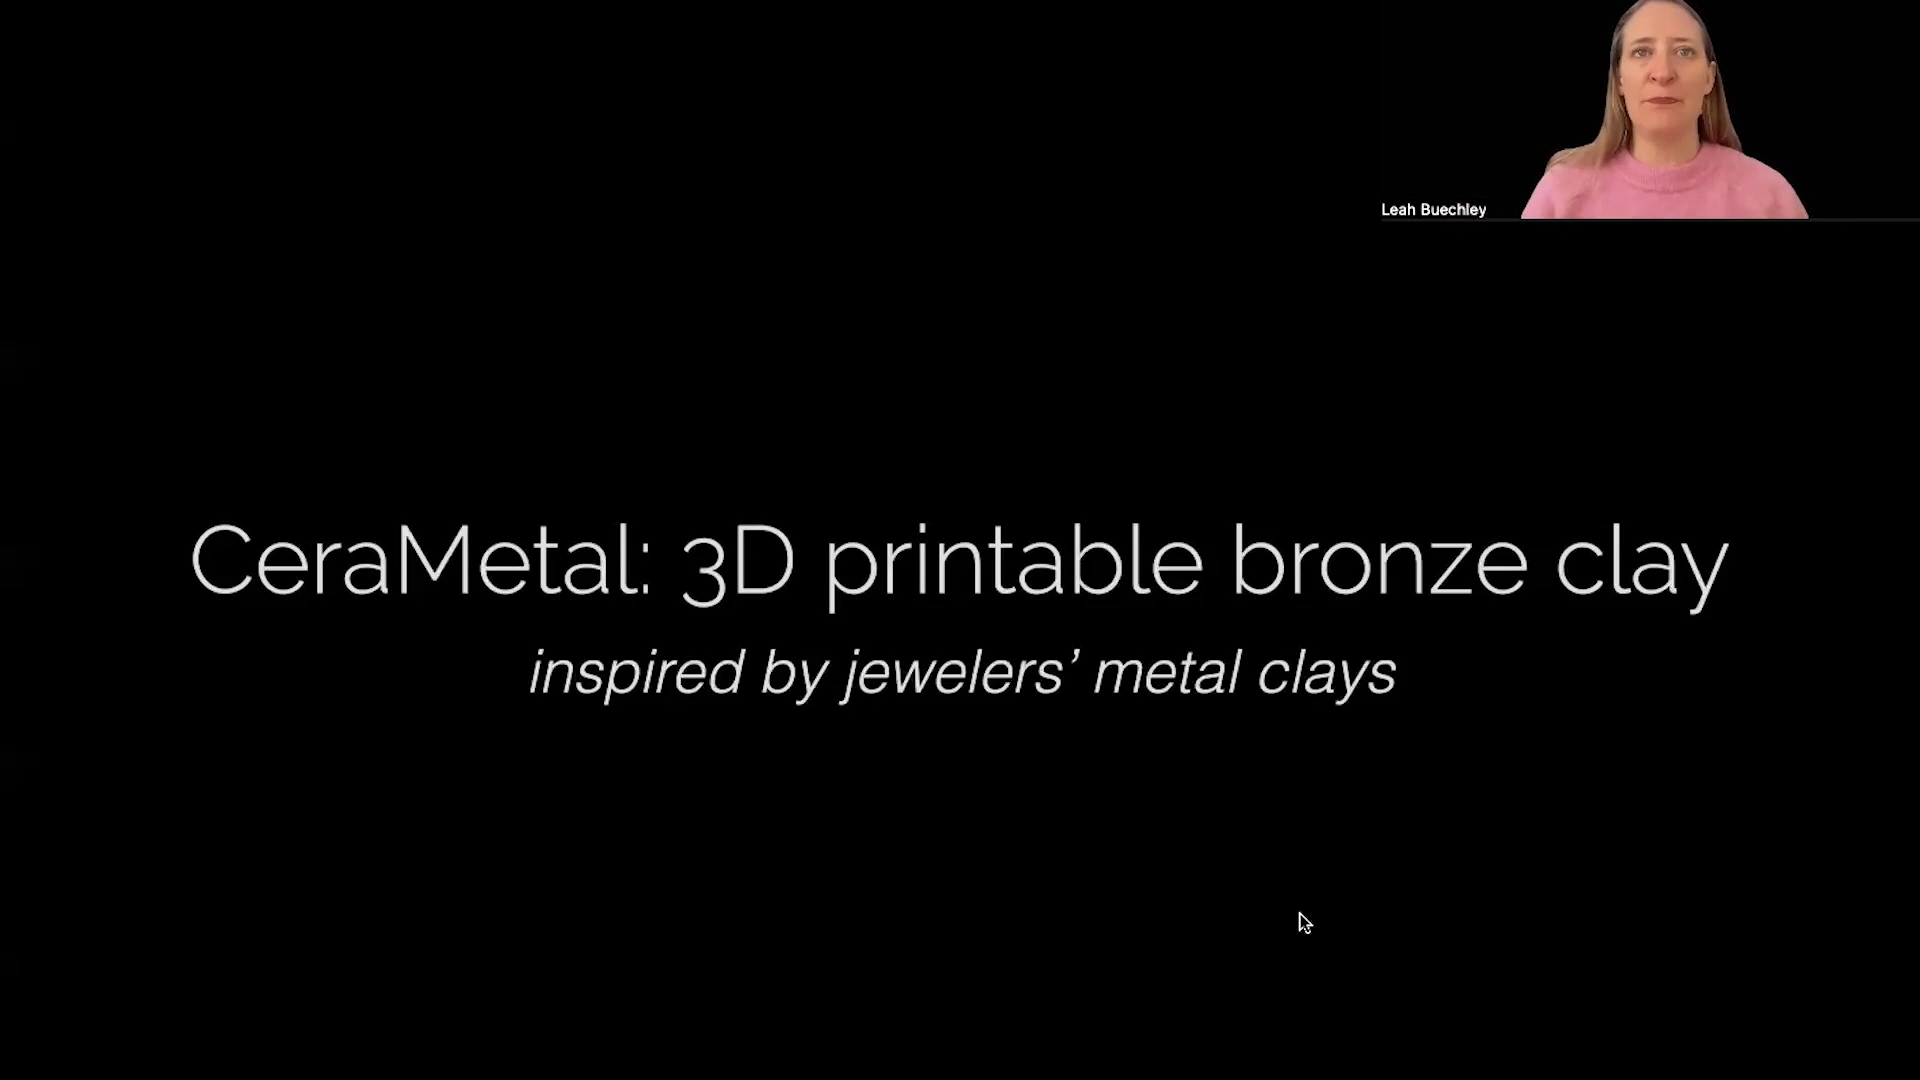 Leah Buechley
CeraMetal: 3D printable bronze clay
inspired by jewelers’ metal clays